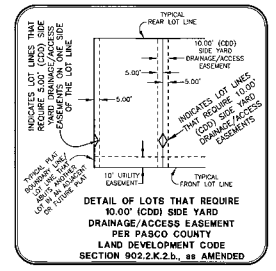 TYPICAL
REAR LOT LINE
10.00' (CDD)
SIDE YARD
DRAINAGE/ACCESS
EASEMENT
5.00'
5.00'
5.00'
INDICATES LOT LINES THAT
REQUIRE 5.00' (CDD) SIDE
YARD DRAINAGE/ACCESS
EASEMENTS ON ONE SIDE
OF THE LOT LINE
INDICATES LOT LINES
THAT REQUIRE 10.00'
(CDD) SIDE YARD
DRAINAGE/ACCESS
EASEMENTS
TYPICAL PLAT
BOUNDARY LINE/
LOT LINE THAT
ABUTS ANOTHER
LOT IN AN ADJACENT
OR FUTURE PLAT
10' UTILITY
EASEMENT
TYPICAL
FRONT LOT LINE
DETAIL OF LOTS THAT REQUIRE
10.00' (CDD) SIDE YARD
DRAINAGE/ACCESS EASEMENT
PER PASCO COUNTY
LAND DEVELOPMENT CODE
SECTION 902.2.K.2.b., as AMENDED